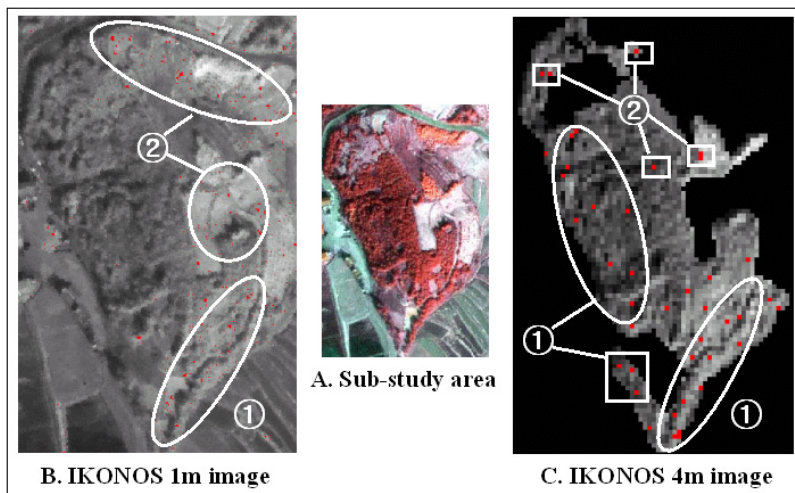 ②
②
①
①
①
A. Sub-study area
B. IKONOS 1m image
C. IKONOS 4m image